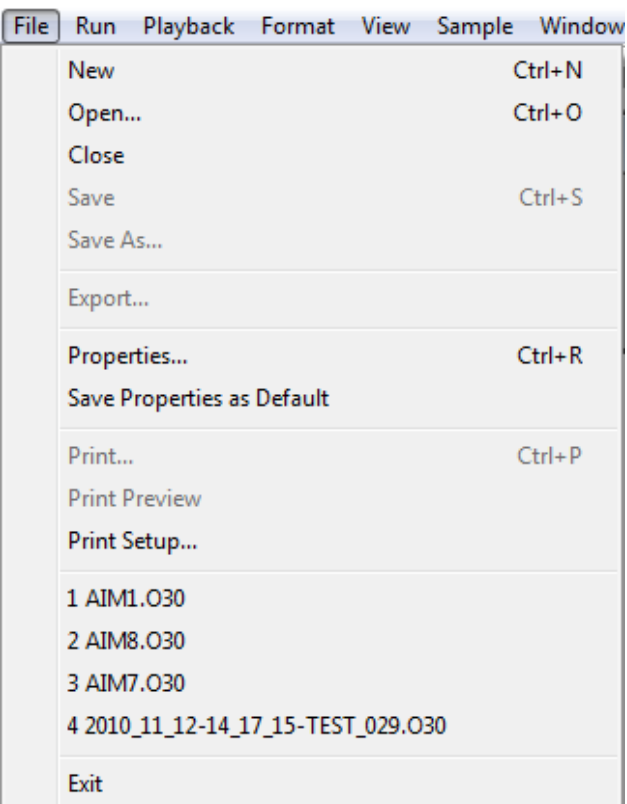 File Run Playback Format View Sample Window
New Ctrl+N
Open... Ctrl+O
Close
Save Ctrl+S
Save As...
Export...
Properties... Ctrl+R
Save Properties as Default
Print... Ctrl+P
Print Preview
Print Setup...
1 AIM1.O30
2 AIM8.O30
3 AIM7.O30
4 2010_11_12-14_17_15-TEST_029.O30
Exit